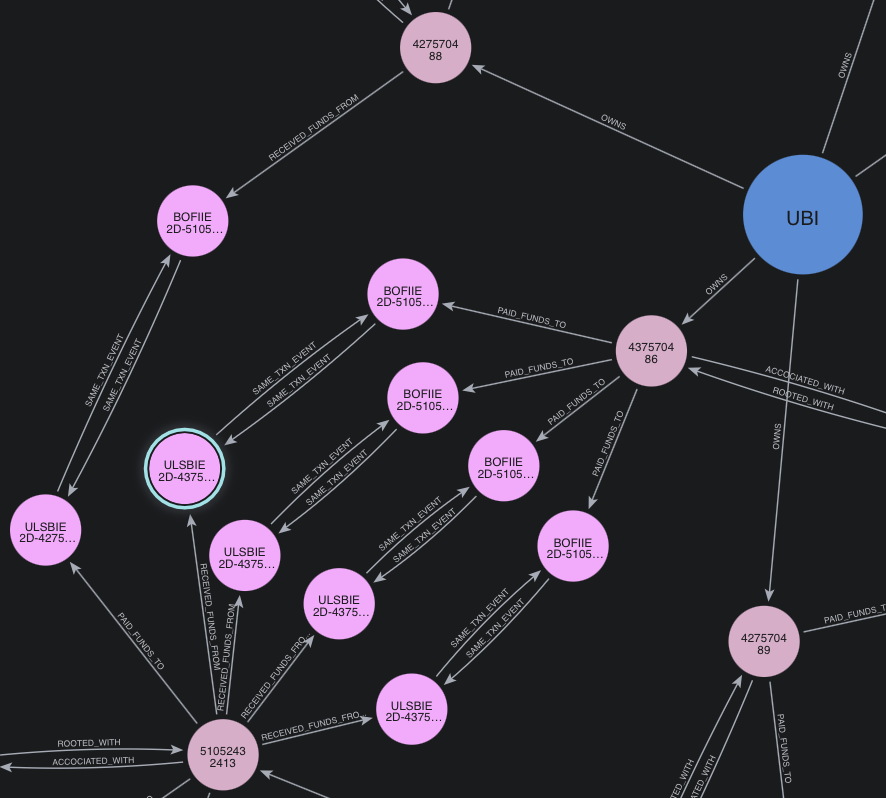 4275704
88
OWNS
OWNS
RECEIVED_FUNDS_FROM
UBI
BOFIIE
2D-5105…
OWNS
BOFIIE
2D-5105…
PAID_FUNDS_TO
4375704
86
SAME_TXN_EVENT
SAME_TXN_EVENT
SAME_TXN_EVENT
SAME_TXN_EVENT
PAID_FUNDS_TO
BOFIIE
2D-5105…
PAID_FUNDS_TO
PAID_FUNDS_TO
ACCOCIATED_WITH
ROOTED_WITH
OWNS
ULSBIE
2D-4375…
SAME_TXN_EVENT
SAME_TXN_EVENT
BOFIIE
2D-5105…
ULSBIE
2D-4275…
ULSBIE
2D-4375…
SAME_TXN_EVENT
SAME_TXN_EVENT
BOFIIE
2D-5105…
ULSBIE
2D-4375…
SAME_TXN_EVENT
SAME_TXN_EVENT
PAID_FUNDS_TO
RECEIVED_FUNDS_FROM
RECEIVED_FUNDS_FROM
RECEIVED_FUNDS_FRO…
4275704
89
PAID_FUNDS_T
ULSBIE
2D-4375…
RECEIVED_FUNDS_FRO…
5105243
2413
ROOTED_WITH
ACCOCIATED_WITH
TED_WITH
ATED_WITH
PAID_FUNDS_TO